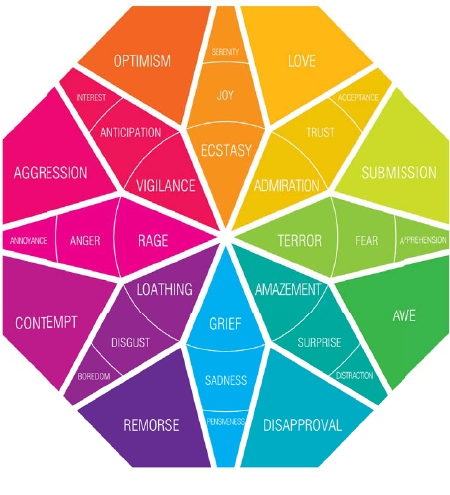 SERENITY
OPTIMISM
LOVE
INTEREST
JOY
ACCEPTANCE
ANTICIPATION
TRUST
ECSTASY
AGGRESSION
SUBMISSION
VIGILANCE
ADMIRATION
ANNOYANCE
ANGER
RAGE
TERROR
FEAR
APPREHENSION
LOATHING
AMAZEMENT
CONTEMPT
GRIEF
AWE
DISGUST
SURPRISE
BOREDOM
SADNESS
DISTRACTION
PENSIVENESS
REMORSE
DISAPPROVAL